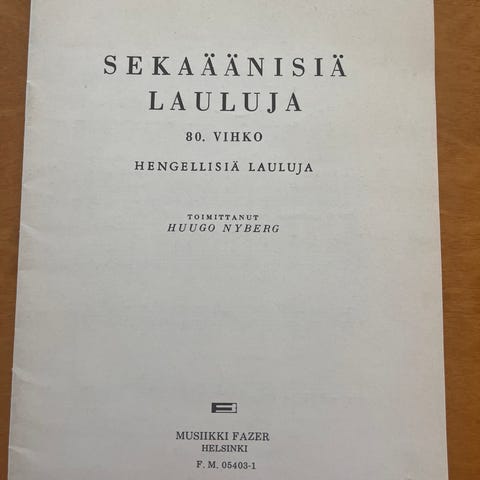 SEKAÄÄNISIÄ
LAULUJA
80. VIHKO
HENGELLISIÄ LAULUJA
TOIMITTANUT
HUUGO NYBERG
MUSIIKKI FAZER
HELSINKI
F. M. 05403-1